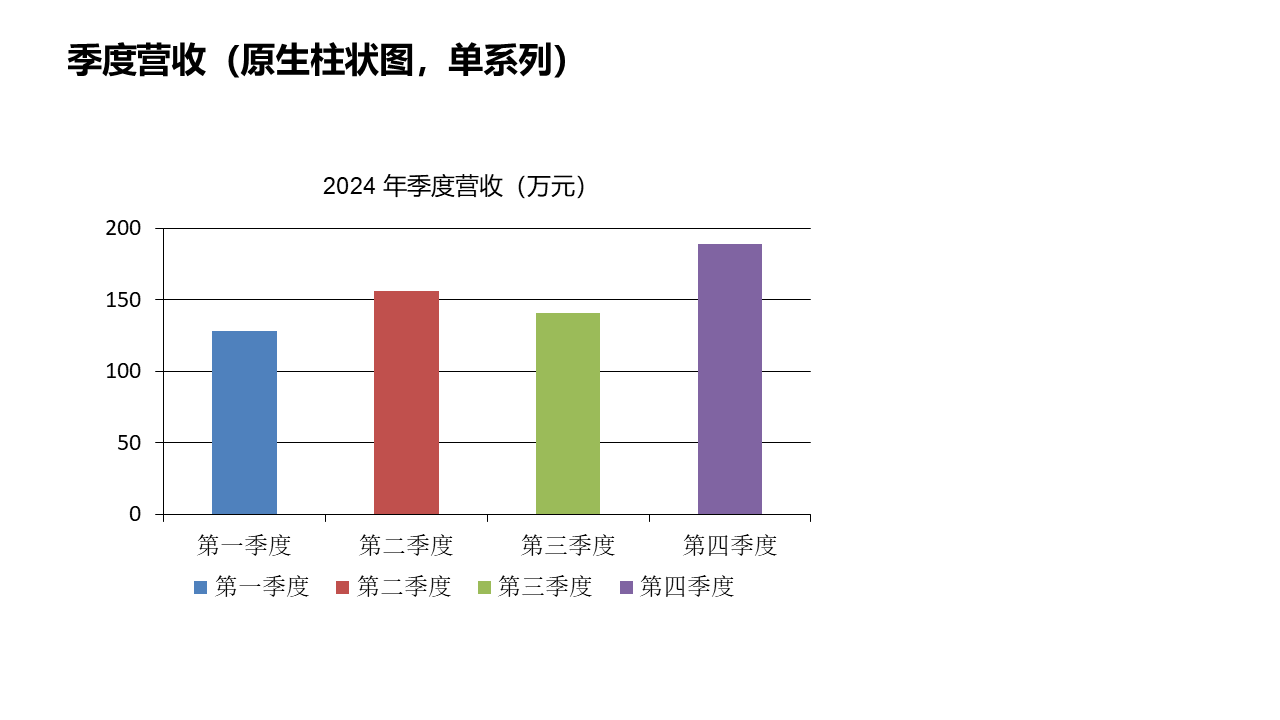 季度营收（原生柱状图，单系列）
2024 年季度营收（万元）
200
150
100
50
0
第一季度 第二季度 第三季度 第四季度
第一季度 第二季度 第三季度 第四季度